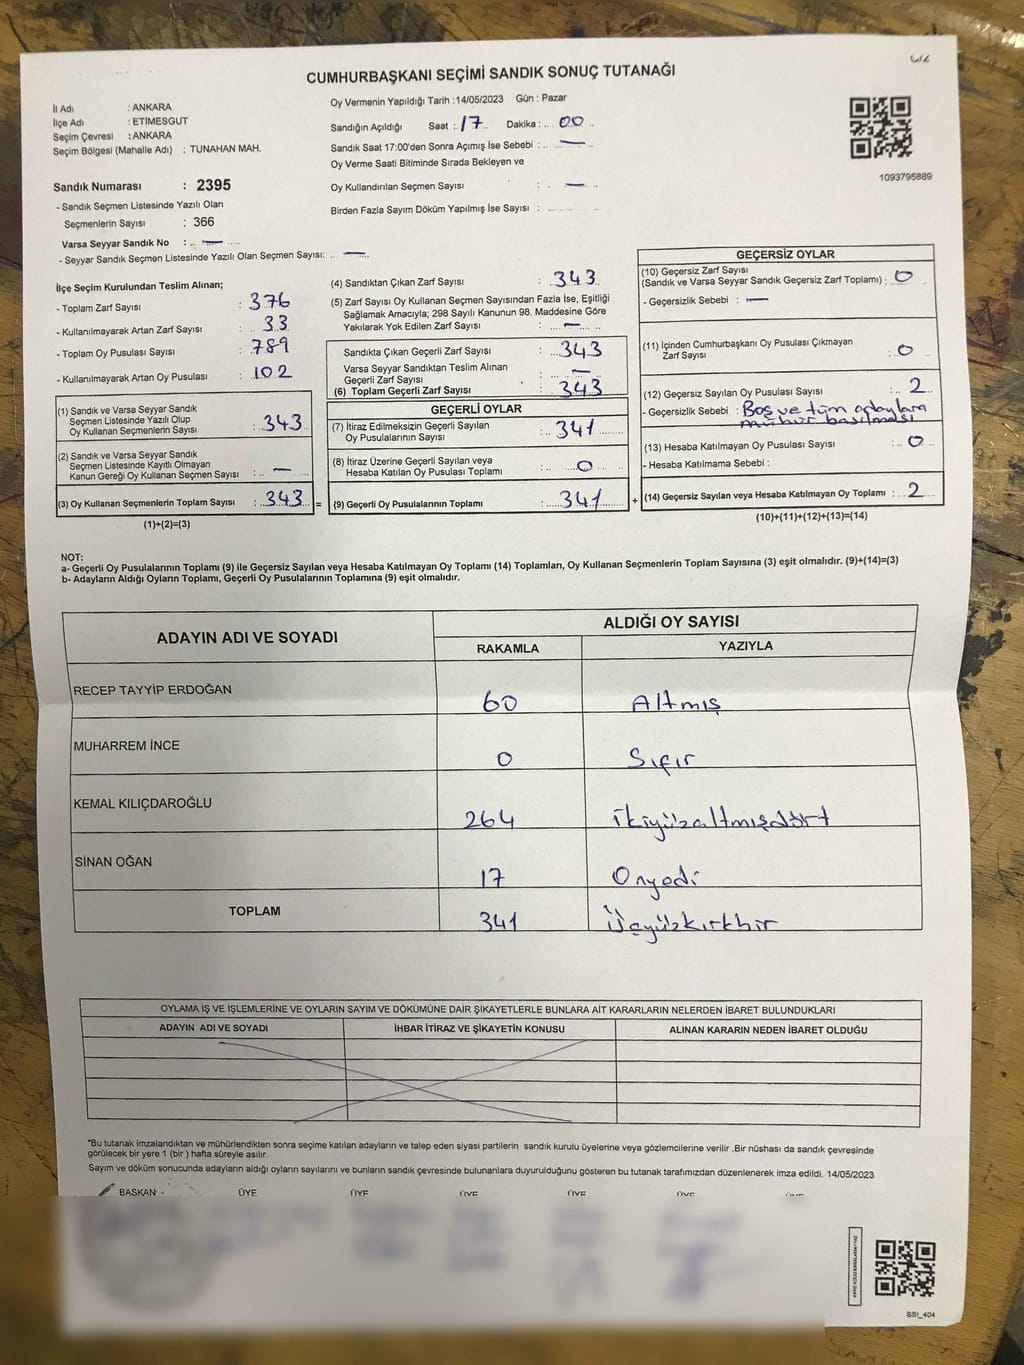 CUMHURBAŞKANI SEÇİMİ SANDIK SONUÇ TUTANAĞI
İl Adı : ANKARA
İlçe Adı : ETİMESGUT
Seçim Çevresi : ANKARA
Seçim Bölgesi (Mahalle Adı) : TUNAHAN MAH.
Sandık Numarası : 2395
- Sandık Seçmen Listesinde Yazılı Olan
Seçmenlerin Sayısı : 366
Varsa Seyyar Sandık No : .. — ....
- Seyyar Sandık Seçmen Listesinde Yazılı Olan Seçmen Sayısı: .. —
Oy Vermenin Yapıldığı Tarih :14/05/2023 Gün : Pazar
Sandığın Açıldığı Saat : 17 .. Dakika : .. 00 ..
Sandık Saat 17:00'den Sonra Açımış İse Sebebi : .. — ..
Oy Verme Saati Bitiminde Sırada Bekleyen ve
Oy Kullandırılan Seçmen Sayısı : .. — ..
Birden Fazla Sayım Döküm Yapılmış İse Sayısı : .. .. ..
1093795889
İlçe Seçim Kurulundan Teslim Alınan;
- Toplam Zarf Sayısı : 376
- Kullanılmayarak Artan Zarf Sayısı : .. 33
- Toplam Oy Pusulası Sayısı : 789
- Kullanılmayarak Artan Oy Pusulası : 102
(1) Sandık ve Varsa Seyyar Sandık
Seçmen Listesinde Yazılı Olup
Oy Kullanan Seçmenlerin Sayısı : 343
(2) Sandık ve Varsa Seyyar Sandık
Seçmen Listesinde Kayıtlı Olmayan
Kanun Gereği Oy Kullanan Seçmen Sayısı : .. —
(3) Oy Kullanan Seçmenlerin Toplam Sayısı : 343 =
(1)+(2)=(3)
(4) Sandıktan Çıkan Zarf Sayısı : 343
(5) Zarf Sayısı Oy Kullanan Seçmen Sayısından Fazla İse, Eşitliği
Sağlamak Amacıyla; 298 Sayılı Kanunun 98. Maddesine Göre
Yakılarak Yok Edilen Zarf Sayısı : .. — ..
Sandıkta Çıkan Geçerli Zarf Sayısı : 343
Varsa Seyyar Sandıktan Teslim Alınan
Geçerli Zarf Sayısı : .. —
(6) Toplam Geçerli Zarf Sayısı : 343
GEÇERLİ OYLAR
(7) İtiraz Edilmeksizin Geçerli Sayılan
Oy Pusulalarının Sayısı : 341
(8) İtiraz Üzerine Geçerli Sayılan veya
Hesaba Katılan Oy Pusulası Toplamı : .. 0
(9) Geçerli Oy Pusulalarının Toplamı : 341 +
GEÇERSİZ OYLAR
(10) Geçersiz Zarf Sayısı
(Sandık ve Varsa Seyyar Sandık Geçersiz Zarf Toplamı) : .. 0
- Geçersizlik Sebebi : —
(11) İçinden Cumhurbaşkanı Oy Pusulası Çıkmayan
Zarf Sayısı : 0 ..
(12) Geçersiz Sayılan Oy Pusulası Sayısı : .. 2
- Geçersizlik Sebebi : Boş ve tüm adaylara
mühür basılması
(13) Hesaba Katılmayan Oy Pusulası Sayısı : .. 0
- Hesaba Katılmama Sebebi :
(14) Geçersiz Sayılan veya Hesaba Katılmayan Oy Toplamı : .. 2
(10)+(11)+(12)+(13)=(14)
NOT:
a- Geçerli Oy Pusulalarının Toplamı (9) ile Geçersiz Sayılan veya Hesaba Katılmayan Oy Toplamı (14) Toplamları, Oy Kullanan Seçmenlerin Toplam Sayısına (3) eşit olmalıdır. (9)+(14)=(3)
b- Adayların Aldığı Oyların Toplamı, Geçerli Oy Pusulalarının Toplamına (9) eşit olmalıdır.
ADAYIN ADI VE SOYADI
ALDIĞI OY SAYISI
RAKAMLA YAZIYLA
RECEP TAYYİP ERDOĞAN 60 Altmış
MUHARREM İNCE 0 Sıfır
KEMAL KILIÇDAROĞLU 264 ikiyüzaltmışdört
SİNAN OĞAN 17 Onyedi
TOPLAM 341 Üçyüzkırkbir
OYLAMA İŞ VE İŞLEMLERİNE VE OYLARIN SAYIM VE DÖKÜMÜNE DAİR ŞİKAYETLERLE BUNLARA AİT KARARLARIN NELERDEN İBARET BULUNDUKLARI
ADAYIN ADI VE SOYADI İHBAR İTİRAZ VE ŞİKAYETİN KONUSU ALINAN KARARIN NEDEN İBARET OLDUĞU
*Bu tutanak imzalandıktan ve mühürlendikten sonra seçime katılan adayların ve talep eden siyasi partilerin sandık kurulu üyelerine veya gözlemcilerine verilir .Bir nüshası da sandık çevresinde
görülecek bir yere 1 (bir ) hafta süreyle asılır.
Sayım ve döküm sonucunda adayların aldığı oyların sayılarını ve bunların sandık çevresinde bulunanlara duyurulduğunu gösteren bu tutanak tarafımızdan düzenlenerek imza edildi. 14/05/2023
BAŞKAN ÜYE ÜYE ÜYE ÜYE ÜYE ÜYE
SSI_404